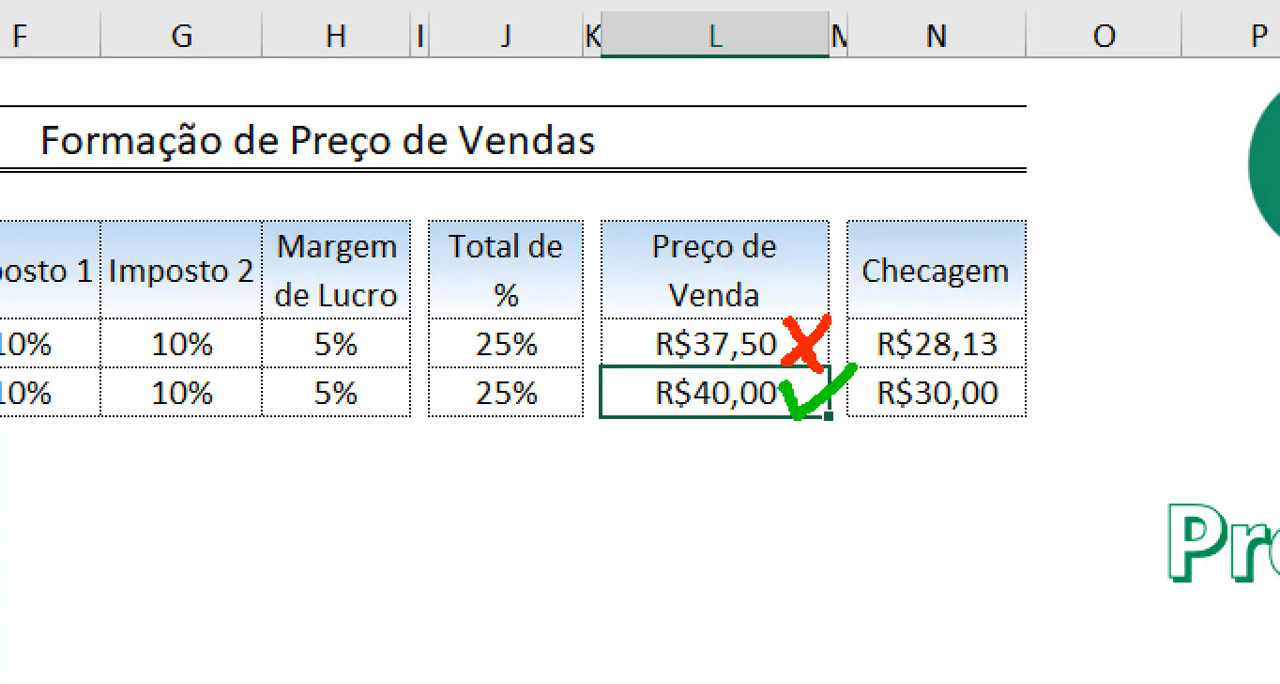 F G H I J K L M N O P
Formação de Preço de Vendas
posto 1 Imposto 2 Margem de Lucro Total de % Preço de Venda Checagem
10% 10% 5% 25% R$37,50 R$28,13
10% 10% 5% 25% R$40,00 R$30,00
Pro